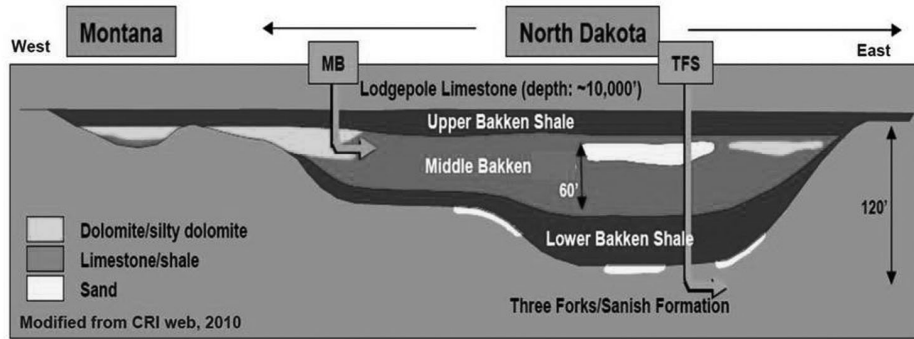 Montana
North Dakota
West
East
MB
TFS
Lodgepole Limestone (depth: ~10,000')
Upper Bakken Shale
Middle Bakken
60'
120'
Dolomite/silty dolomite
Lower Bakken Shale
Limestone/shale
Sand
Three Forks/Sanish Formation
Modified from CRI web, 2010